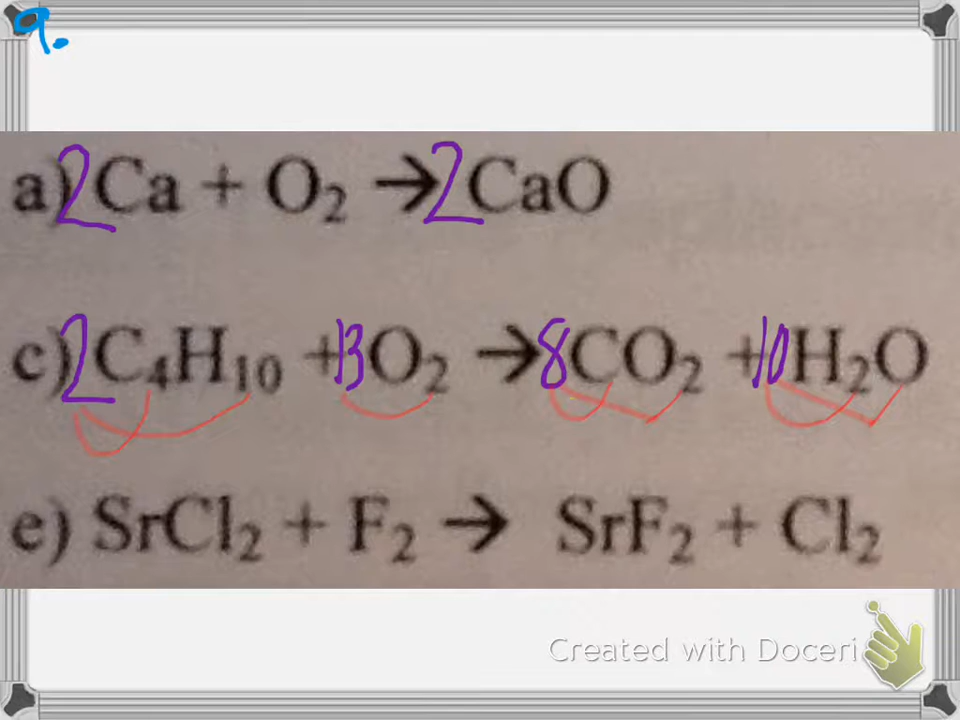 9.
a) 2Ca + O₂ → 2CaO
c) 2C₄H₁₀ + 13O₂ → 8CO₂ + 10H₂O
e) SrCl₂ + F₂ → SrF₂ + Cl₂
Created with Doceri